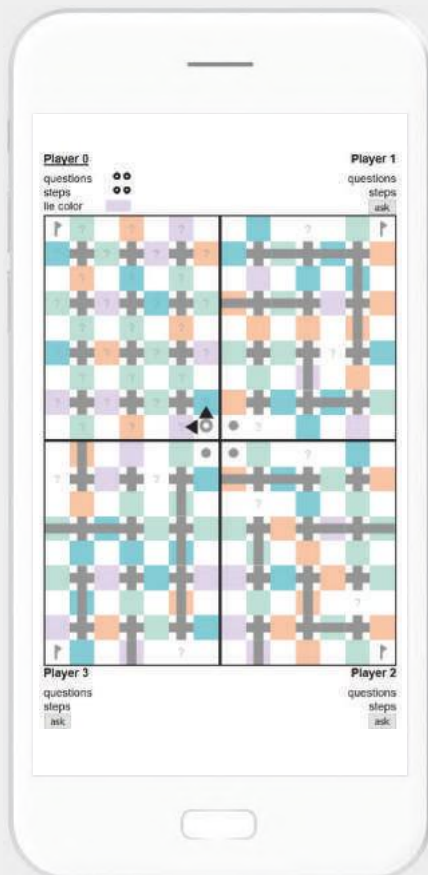 Player 0
questions
steps
lie color
Player 1
questions
steps
ask
Player 3
questions
steps
ask
Player 2
questions
steps
ask